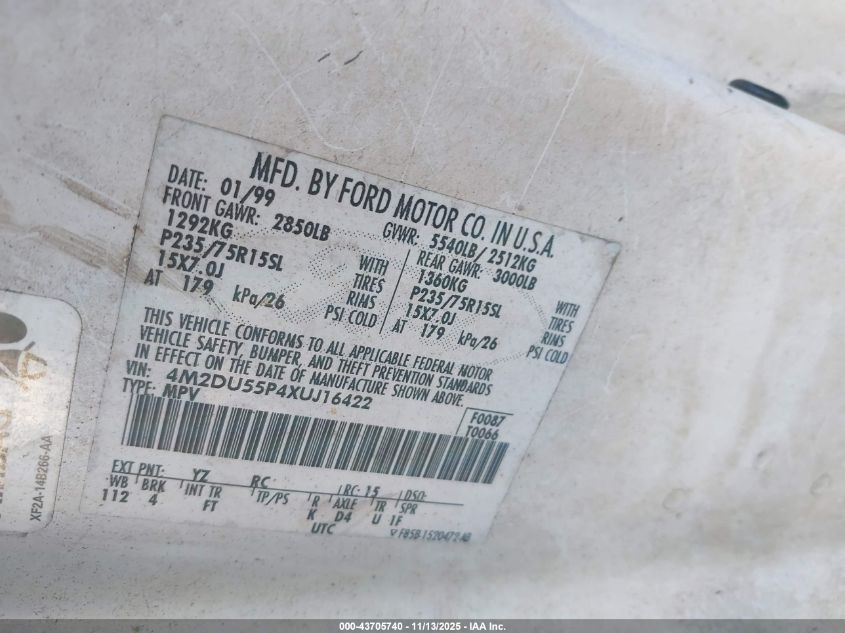 MFD. BY FORD MOTOR CO. IN U.S.A.
DATE: 01/99 GVWR: 5540LB/2512KG
FRONT GAWR: 2850LB REAR GAWR: 3000LB
1292KG WITH 1360KG WITH
P235/75R15SL TIRES P235/75R15SL TIRES
15X7.0J RIMS 15X7.0J RIMS
AT 179 kPa/26 PSI COLD AT 179 kPa/26 PSI COLD
THIS VEHICLE CONFORMS TO ALL APPLICABLE FEDERAL MOTOR
VEHICLE SAFETY, BUMPER, AND THEFT PREVENTION STANDARDS
IN EFFECT ON THE DATE OF MANUFACTURE SHOWN ABOVE.
VIN: 4M2DU55P4XUJ16422
TYPE: MPV
F0087
T0066
EXT PNT: YZ RC: 15 DSO:
WB BRK INT TR TP/PS R AXLE TR SPR
112 4 FT K D4 U 1F
UTC
XF2A-14B266-AA
000-43705740 - 11/13/2025 - IAA Inc.